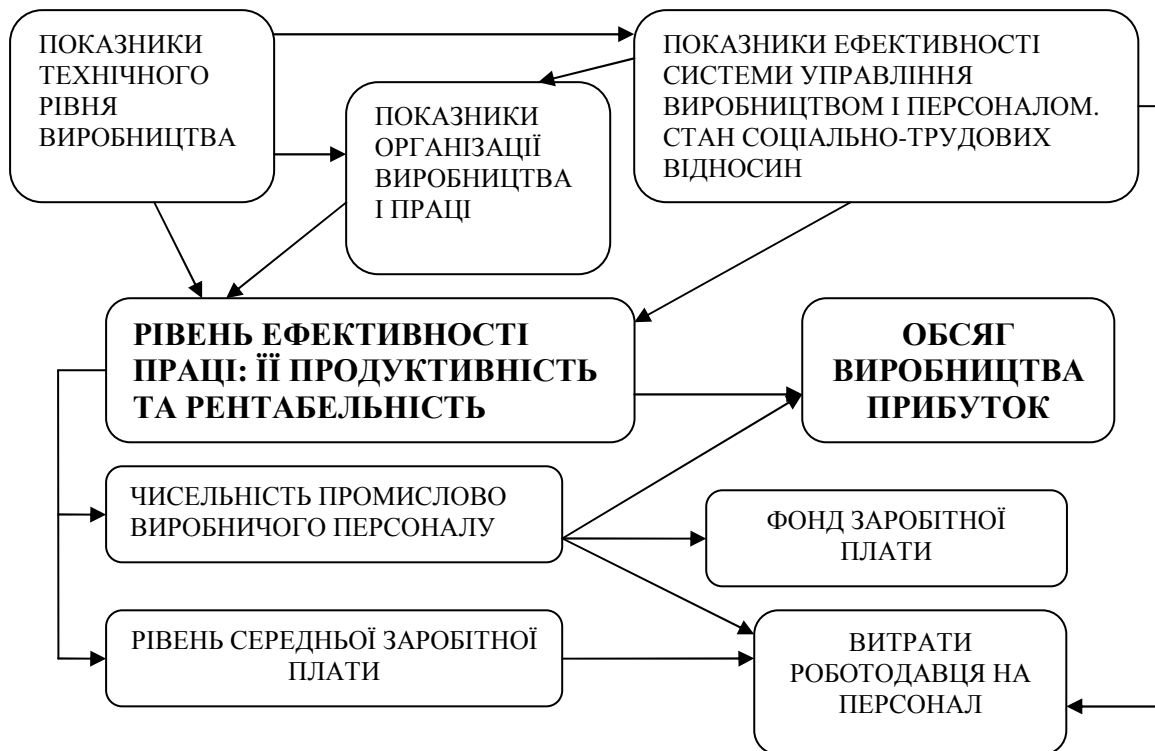 ПОКАЗНИКИ
ТЕХНІЧНОГО
РІВНЯ
ВИРОБНИЦТВА
ПОКАЗНИКИ
ОРГАНІЗАЦІЇ
ВИРОБНИЦТВА
І ПРАЦІ
ПОКАЗНИКИ ЕФЕКТИВНОСТІ
СИСТЕМИ УПРАВЛІННЯ
ВИРОБНИЦТВОМ І ПЕРСОНАЛОМ.
СТАН СОЦІАЛЬНО-ТРУДОВИХ
ВІДНОСИН
РІВЕНЬ ЕФЕКТИВНОСТІ
ПРАЦІ: ЇЇ ПРОДУКТИВНІСТЬ
ТА РЕНТАБЕЛЬНІСТЬ
ОБСЯГ
ВИРОБНИЦТВА
ПРИБУТОК
ЧИСЕЛЬНІСТЬ ПРОМИСЛОВО
ВИРОБНИЧОГО ПЕРСОНАЛУ
ФОНД ЗАРОБІТНОЇ
ПЛАТИ
РІВЕНЬ СЕРЕДНЬОЇ ЗАРОБІТНОЇ
ПЛАТИ
ВИТРАТИ
РОБОТОДАВЦЯ НА
ПЕРСОНАЛ